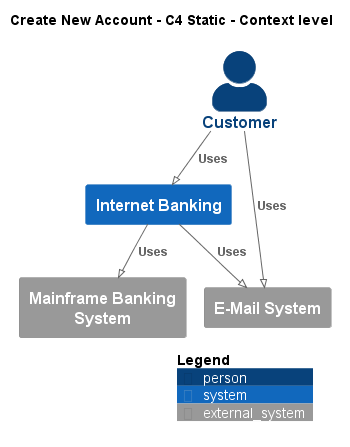 Create New Account - C4 Static - Context level
Customer
Uses
Internet Banking
Uses
Uses
Uses
Mainframe Banking
System
E-Mail System
Legend
person
system
external_system